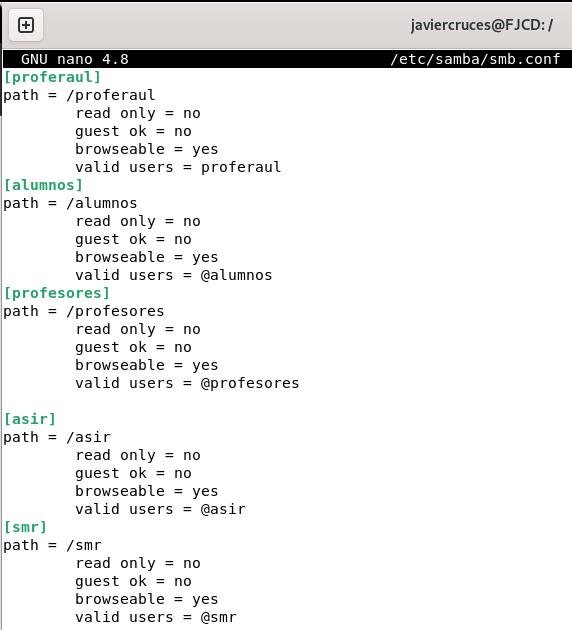 javiercruces@FJCD: /
GNU nano 4.8 /etc/samba/smb.conf
[proferaul]
path = /proferaul
        read only = no
        guest ok = no
        browseable = yes
        valid users = proferaul
[alumnos]
path = /alumnos
        read only = no
        guest ok = no
        browseable = yes
        valid users = @alumnos
[profesores]
path = /profesores
        read only = no
        guest ok = no
        browseable = yes
        valid users = @profesores

[asir]
path = /asir
        read only = no
        guest ok = no
        browseable = yes
        valid users = @asir
[smr]
path = /smr
        read only = no
        guest ok = no
        browseable = yes
        valid users = @smr